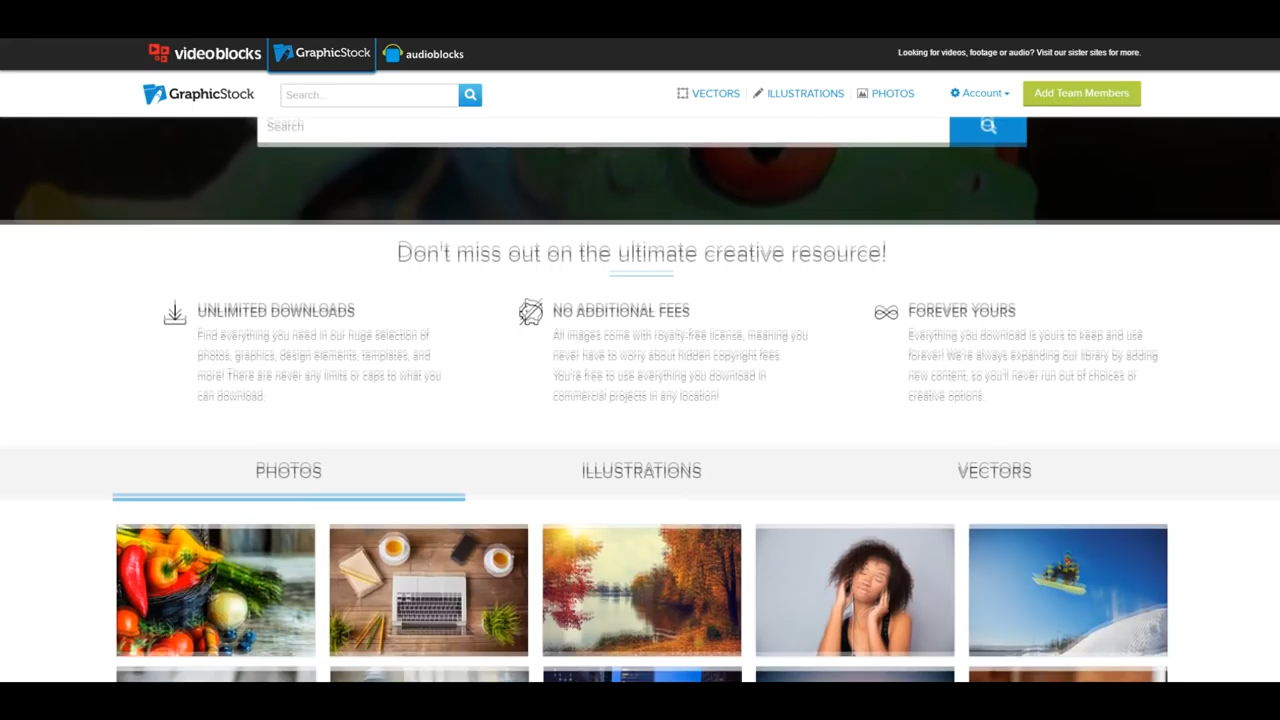 videoblocks GraphicStock audioblocks Looking for videos, footage or audio? Visit our sister sites for more.
GraphicStock Search... VECTORS ILLUSTRATIONS PHOTOS Account Add Team Members
Search
Don't miss out on the ultimate creative resource!
UNLIMITED DOWNLOADS
Find everything you need in our huge selection of
photos, graphics, design elements, templates, and
more! There are never any limits or caps to what you
can download.
NO ADDITIONAL FEES
All images come with royalty-free license, meaning you
never have to worry about hidden copyright fees.
You're free to use everything you download in
commercial projects in any location!
FOREVER YOURS
Everything you download is yours to keep and use
forever! We're always expanding our library by adding
new content, so you'll never run out of choices or
creative options.
PHOTOS ILLUSTRATIONS VECTORS